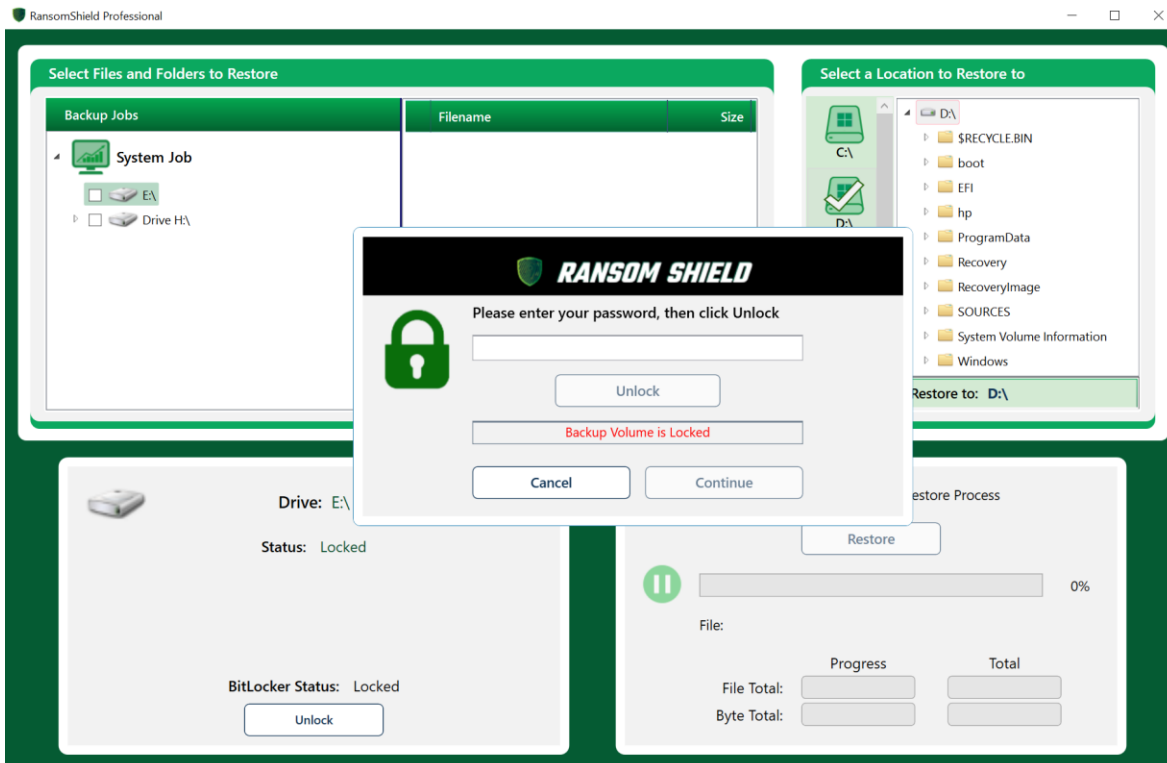 RansomShield Professional
Select Files and Folders to Restore
Backup Jobs
Filename
Size
System Job
E:\
Drive H:\
Select a Location to Restore to
C:\
D:\
D:\
$RECYCLE.BIN
boot
EFI
hp
ProgramData
Recovery
RecoveryImage
SOURCES
System Volume Information
Windows
Restore to: D:\
RANSOM SHIELD
Please enter your password, then click Unlock
Unlock
Backup Volume is Locked
Cancel
Continue
Drive: E:\
Status: Locked
BitLocker Status: Locked
Unlock
estore Process
Restore
0%
File:
Progress
Total
File Total:
Byte Total: